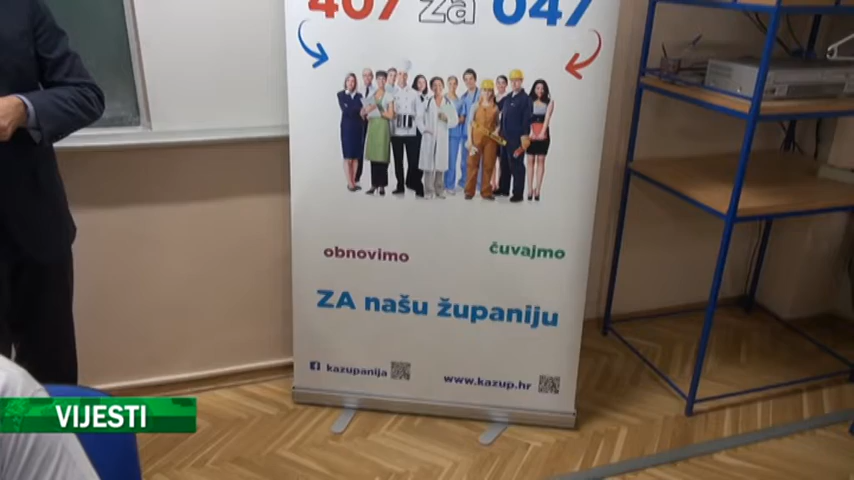 407 za 047
obnovimo
čuvajmo
ZA našu županiju
kazupanija
www.kazup.hr
VIJESTI